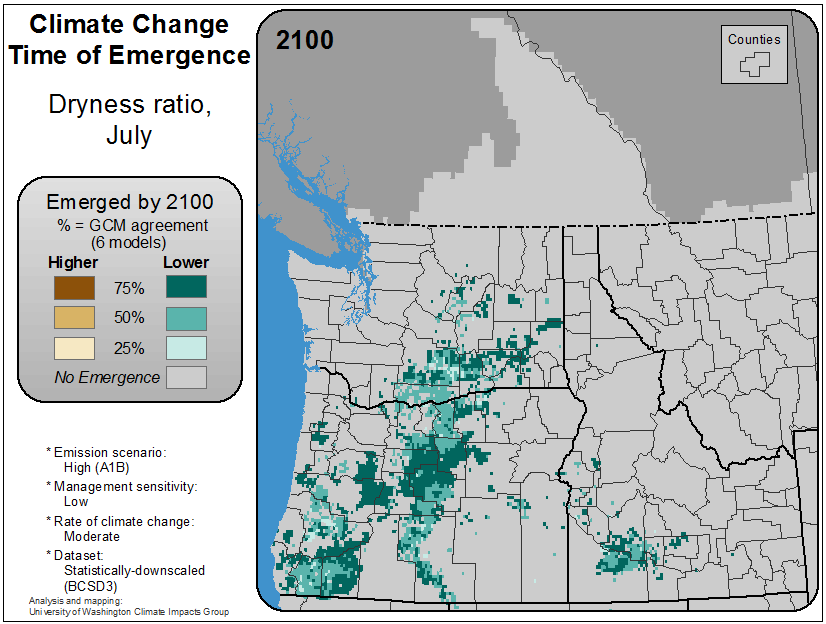 Climate Change
Time of Emergence
Dryness ratio,
July
Emerged by 2100
% = GCM agreement
(6 models)
Higher Lower
75%
50%
25%
No Emergence
* Emission scenario:
High (A1B)
* Management sensitivity:
Low
* Rate of climate change:
Moderate
* Dataset:
Statistically-downscaled
(BCSD3)
Analysis and mapping:
University of Washington Climate Impacts Group
2100
Counties